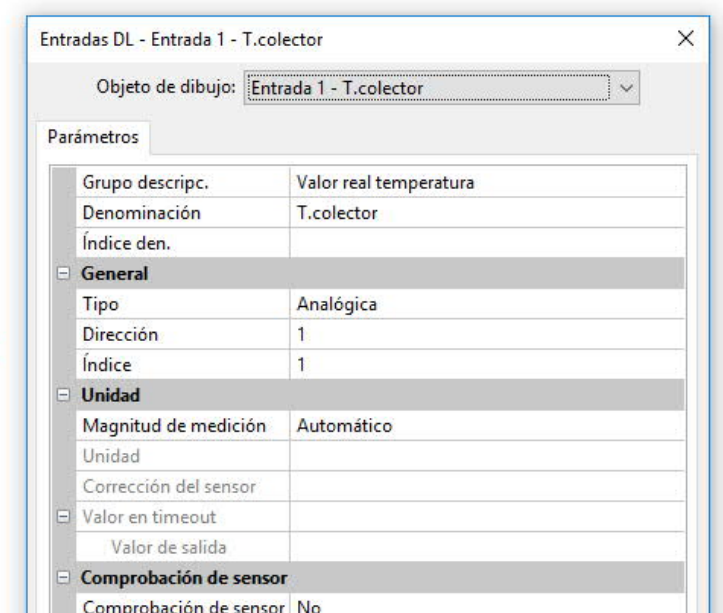 Entradas DL - Entrada 1 - T.colector
Objeto de dibujo: Entrada 1 - T.colector
Parámetros
Grupo descripc. Valor real temperatura
Denominación T.colector
Índice den.
General
Tipo Analógica
Dirección 1
Índice 1
Unidad
Magnitud de medición Automático
Unidad
Corrección del sensor
Valor en timeout
Valor de salida
Comprobación de sensor
Comprobación de sensor No